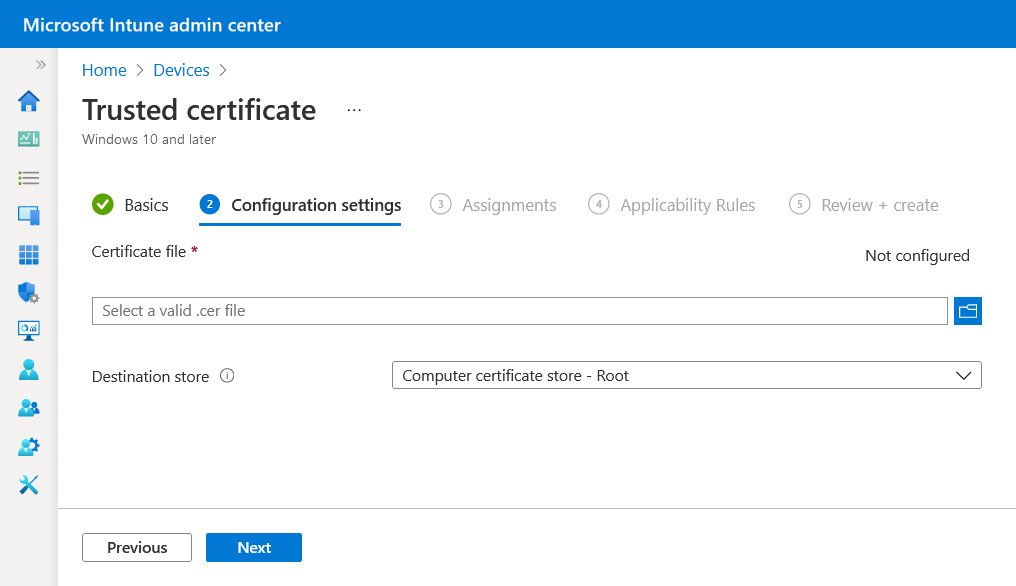 Microsoft Intune admin center
Home > Devices >
Trusted certificate ...
Windows 10 and later
Basics 2 Configuration settings 3 Assignments 4 Applicability Rules 5 Review + create
Certificate file *
Not configured
Select a valid .cer file
Destination store
Computer certificate store - Root
Previous Next